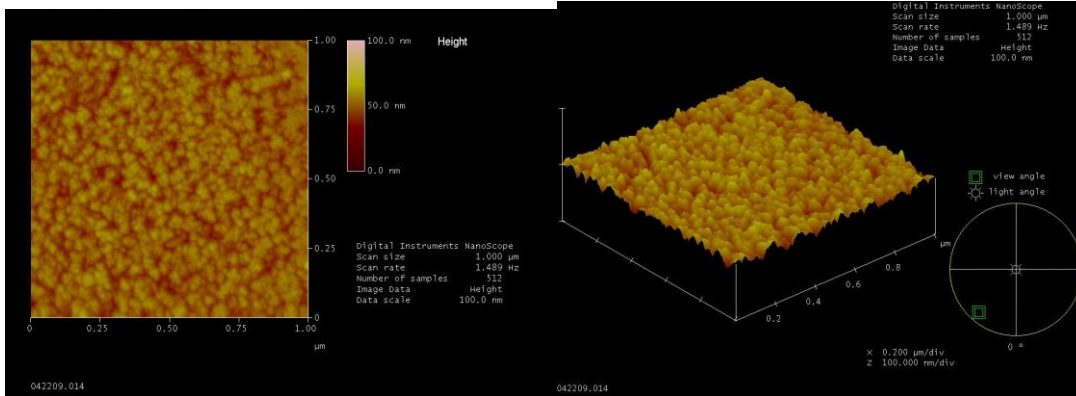 1.00
100.0 nm
Height
0.75
50.0 nm
0.50
0.0 nm
0.25
Digital Instruments NanoScope
Scan size 1.000 µm
Scan rate 1.489 Hz
Number of samples 512
Image Data Height
Data scale 100.0 nm
0
0 0.25 0.50 0.75 1.00
µm
042209.014
Digital Instruments NanoScope
Scan size 1.000 µm
Scan rate 1.489 Hz
Number of samples 512
Image Data Height
Data scale 100.0 nm
view angle
light angle
µm
0.8
0.6
0.4
0.2
0 º
X 0.200 µm/div
Z 100.000 nm/div
042209.014